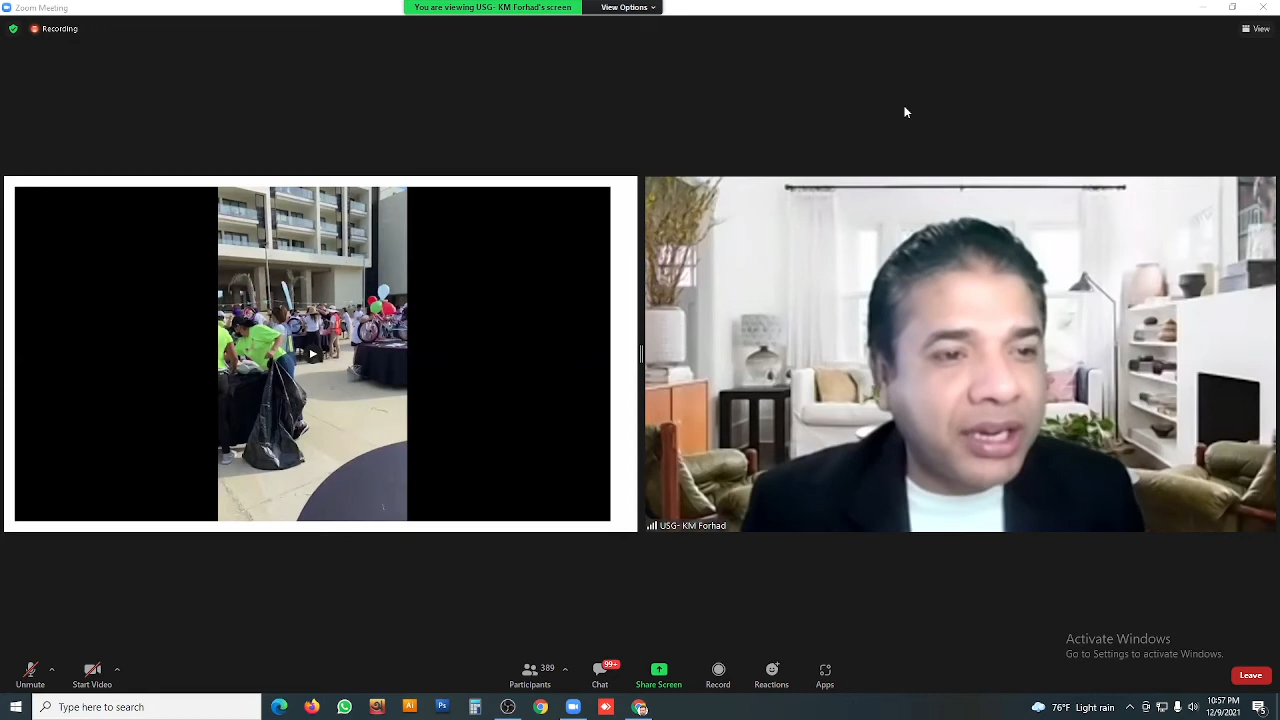 Zoom Meeting
You are viewing USG- KM Forhad's screen
View Options
Recording
View
USG- KM Forhad
Activate Windows
Go to Settings to activate Windows.
Unmute
Start Video
389
Participants
99+
Chat
Share Screen
Record
Reactions
Apps
Leave
Type here to search
Ai
Ps
76°F Light rain
10:57 PM
12/9/2021